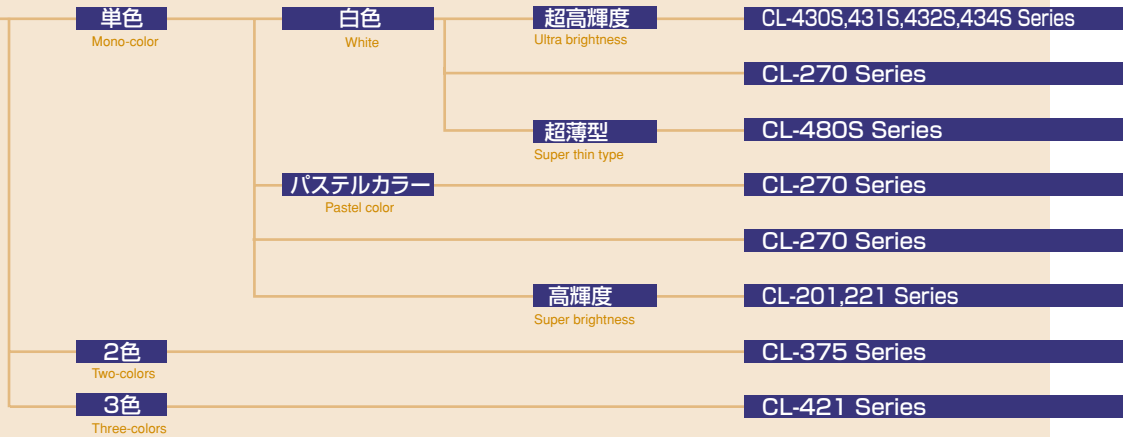 単色
Mono-color
白色
White
超高輝度
Ultra brightness
CL-430S,431S,432S,434S Series
CL-270 Series
超薄型
Super thin type
CL-480S Series
パステルカラー
Pastel color
CL-270 Series
CL-270 Series
高輝度
Super brightness
CL-201,221 Series
2色
Two-colors
CL-375 Series
3色
Three-colors
CL-421 Series